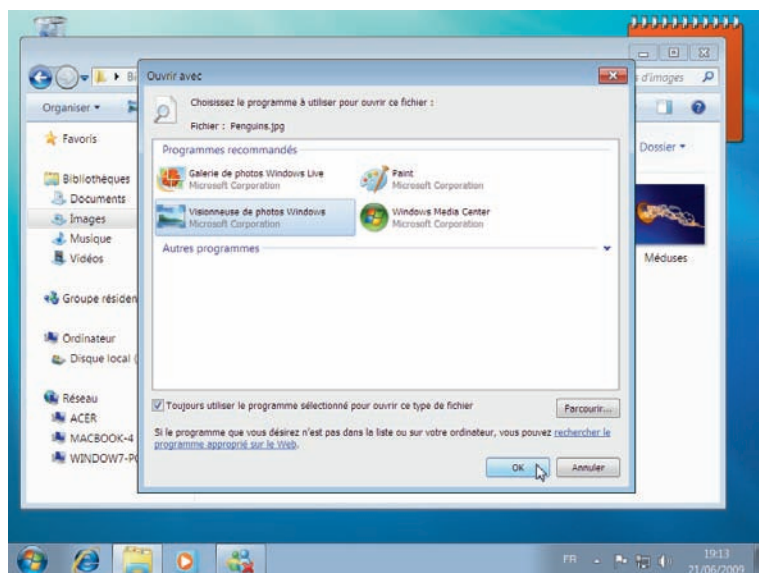 Bi
d'images
Ouvrir avec
Organiser
Choisissez le programme à utiliser pour ouvrir ce fichier :
Fichier : Penguins.jpg
Favoris
Bibliothèques
Documents
Images
Musique
Vidéos
Groupe résiden
Ordinateur
Disque local (
Réseau
ACER
MACBOOK-4
WINDOW7-PC
Programmes recommandés
Galerie de photos Windows Live
Microsoft Corporation
Paint
Microsoft Corporation
Visionneuse de photos Windows
Microsoft Corporation
Windows Media Center
Microsoft Corporation
Autres programmes
Dossier
Méduses
Toujours utiliser le programme sélectionné pour ouvrir ce type de fichier
Parcourir...
Si le programme que vous désirez n'est pas dans la liste ou sur votre ordinateur, vous pouvez rechercher le
programme approprié sur le Web.
OK
Annuler
FR
19:13
21/06/2009